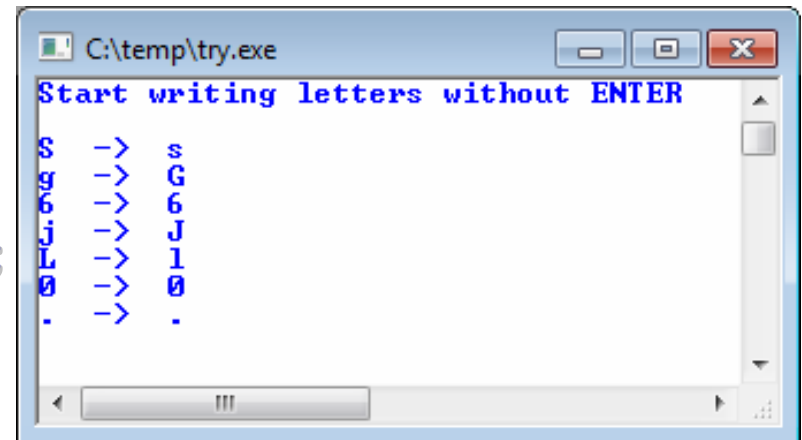 C:\temp\try.exe
Start writing letters without ENTER
S -> s
g -> G
6 -> 6
j -> J
L -> l
0 -> 0
. -> .